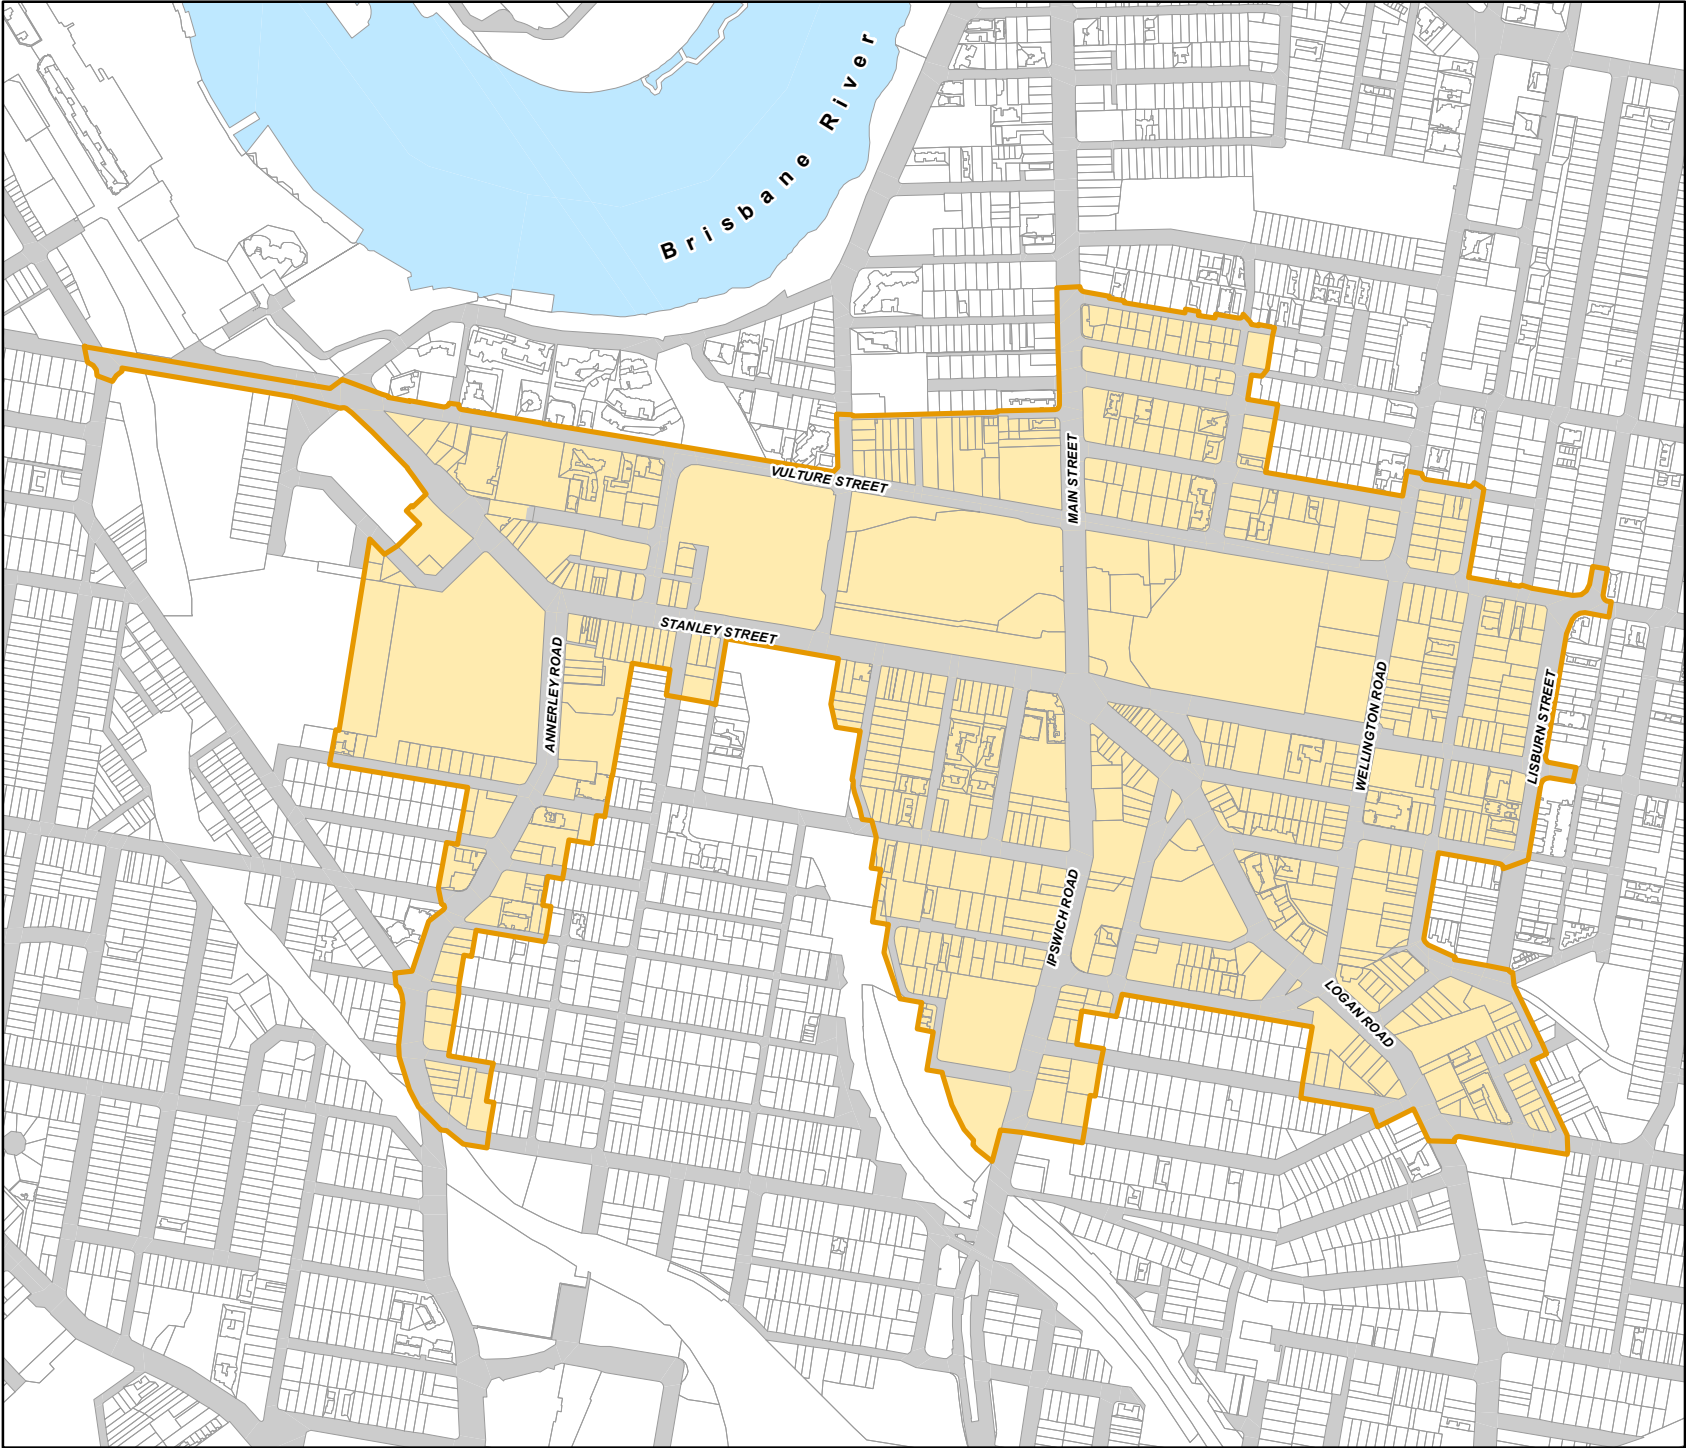 Brisbane River
VULTURE STREET
MAIN STREET
STANLEY STREET
ANNERLEY ROAD
WELLINGTON ROAD
LISBURN STREET
IPSWICH ROAD
LOGAN ROAD